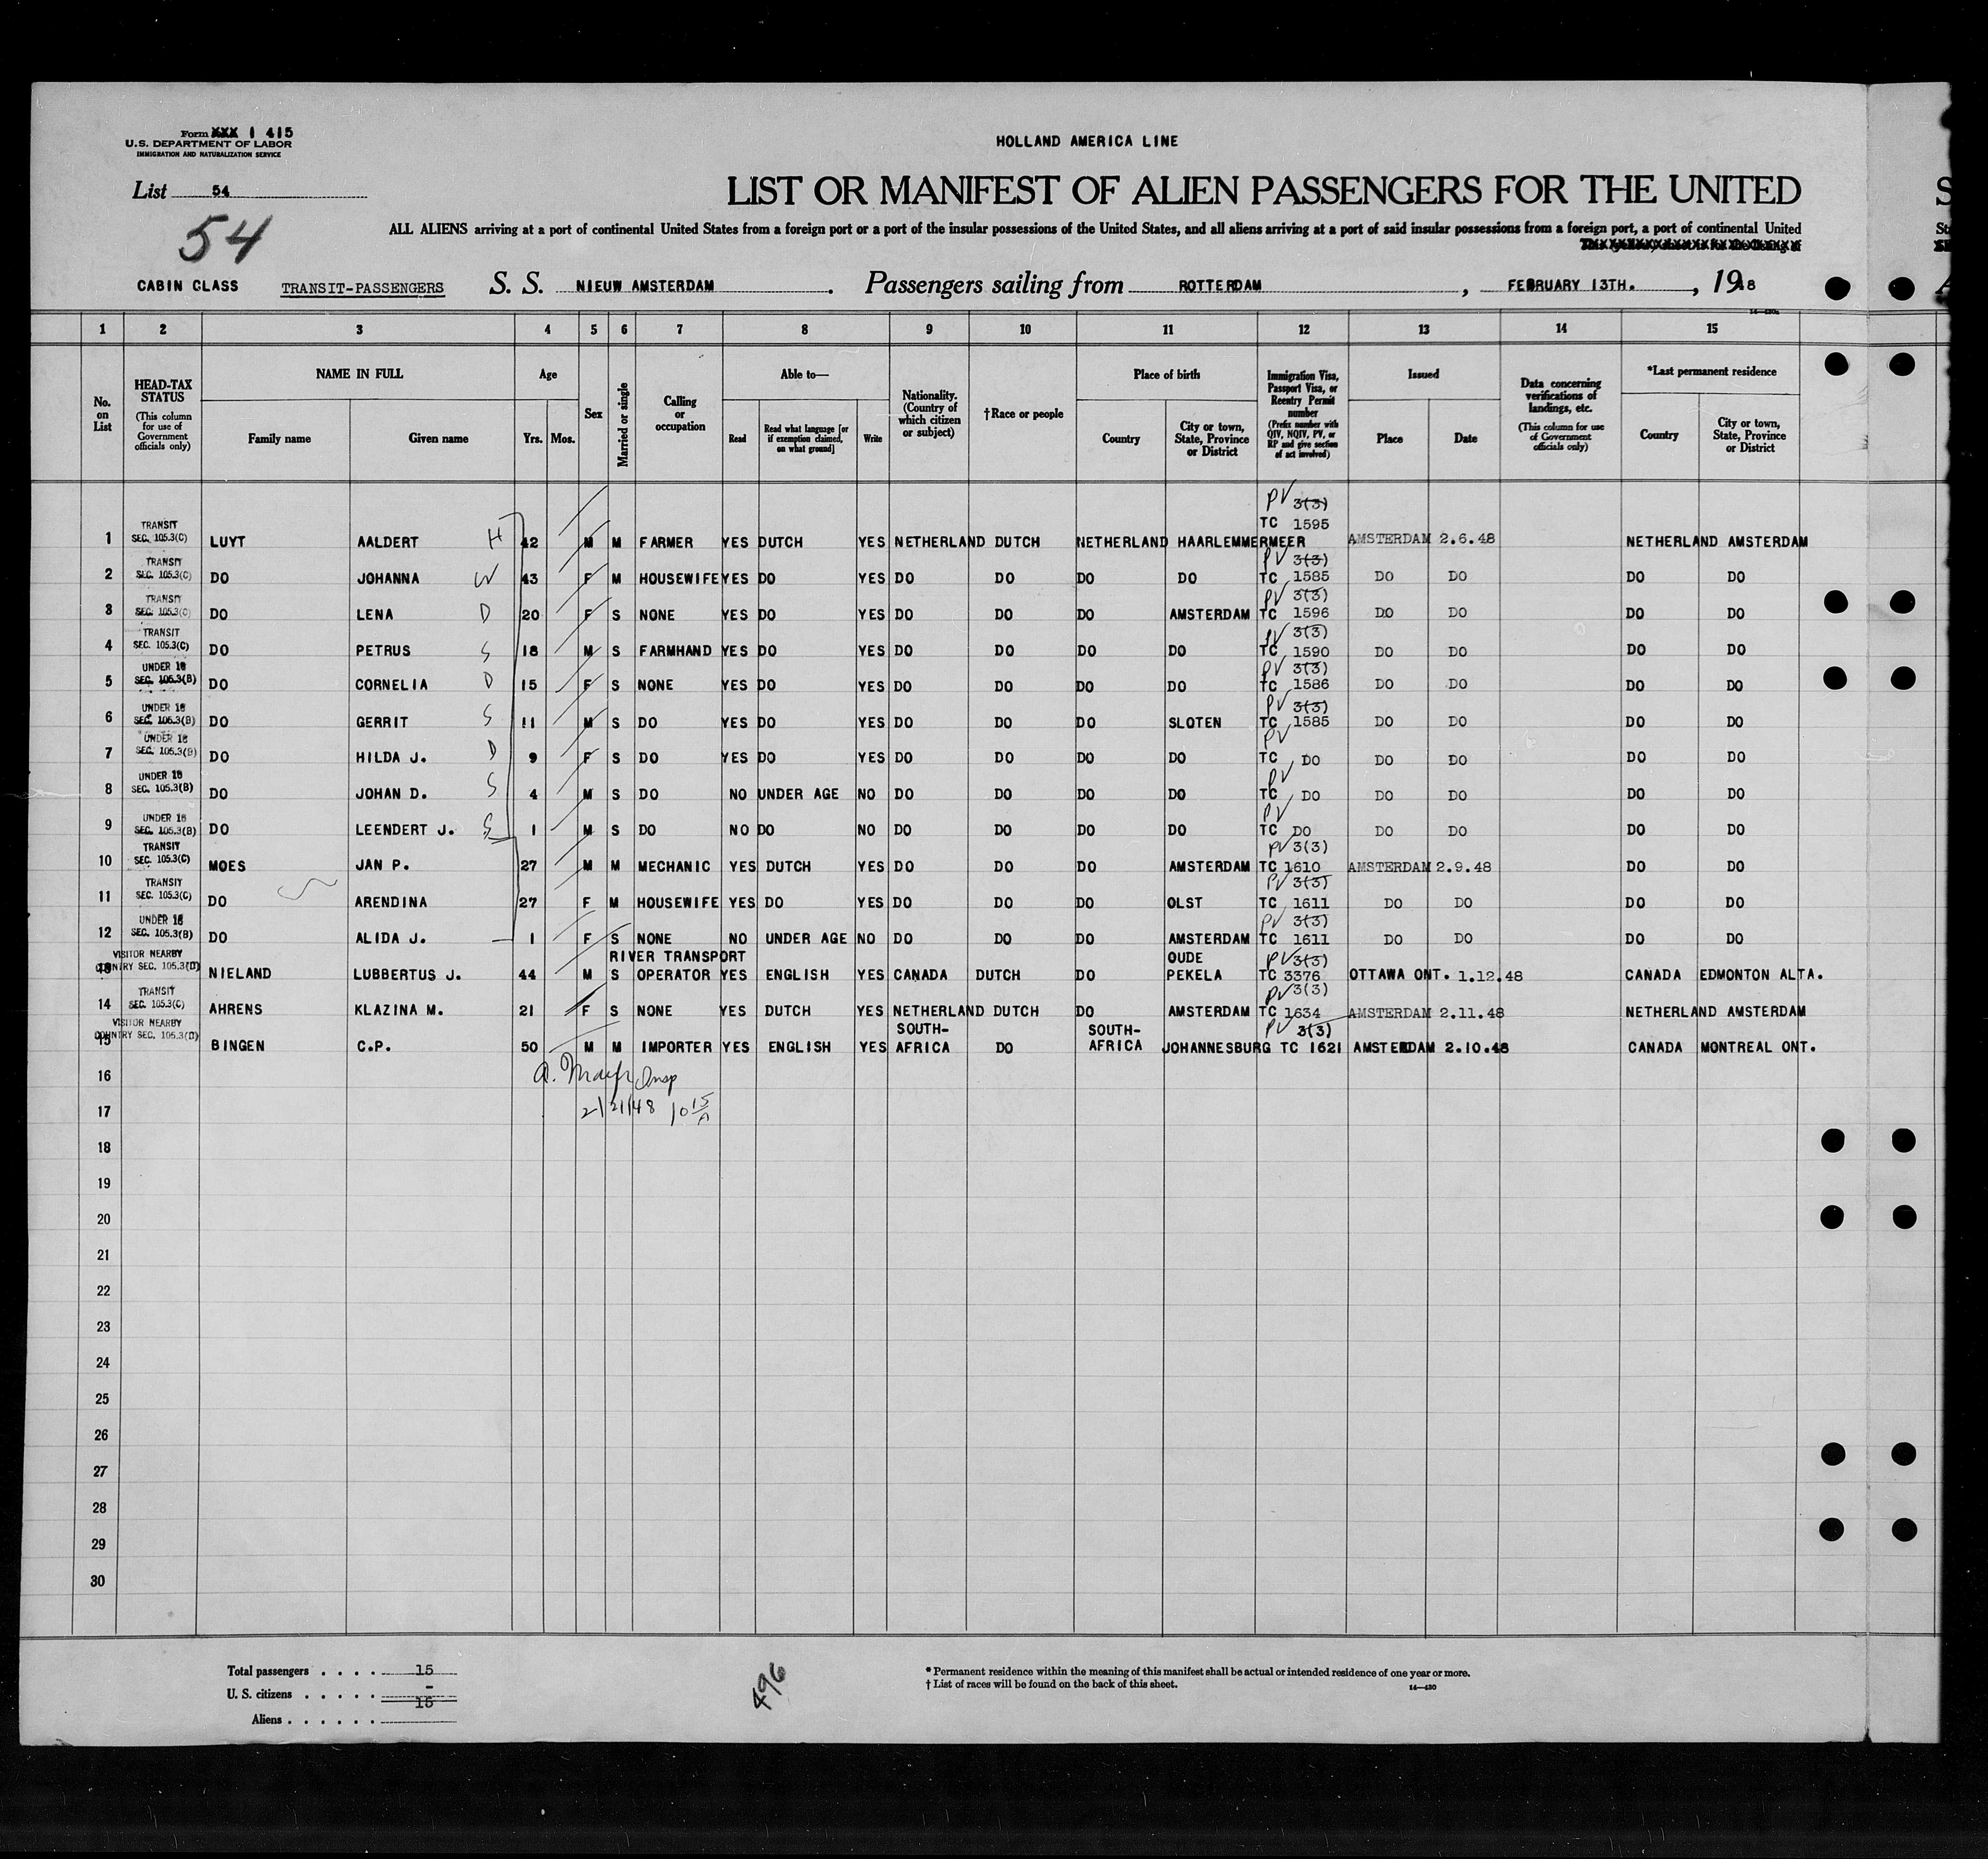 Form XXX I 415
U.S. DEPARTMENT OF LABOR
IMMIGRATION AND NATURALIZATION SERVICE
HOLLAND AMERICA LINE
List 54
54
LIST OR MANIFEST OF ALIEN PASSENGERS FOR THE UNITED
ALL ALIENS arriving at a port of continental United States from a foreign port or a port of the insular possessions of the United States, and all aliens arriving at a port of said insular possessions from a foreign port, a port of continental United
CABIN CLASS TRANSIT-PASSENGERS S. S. NIEUW AMSTERDAM . Passengers sailing from ROTTERDAM , FEBRUARY 13TH. , 1948
1 2 3 4 5 6 7 8 9 10 11 12 13 14 15
No. on List
HEAD-TAX STATUS (This column for use of Government officials only)
NAME IN FULL
Family name
Given name
Age
Yrs. Mos.
Sex
Married or single
Calling or occupation
Able to—
Read
Read what language [or if exemption claimed, on what ground]
Write
Nationality. (Country of which citizen or subject)
†Race or people
Place of birth
Country
City or town, State, Province or District
Immigration Visa, Passport Visa, or Reentry Permit number (Prefix number with QIV, NQIV, PV, or RP and give section of act involved)
Issued
Place
Date
Data concerning verifications of landings, etc. (This column for use of Government officials only)
*Last permanent residence
Country
City or town, State, Province or District
PV 3(3)
1 TRANSIT SEC. 105.3(C) LUYT AALDERT H 42 M M FARMER YES DUTCH YES NETHERLAND DUTCH NETHERLAND HAARLEMMERMEER TC 1595 AMSTERDAM 2.6.48 NETHERLAND AMSTERDAM
PV 3(3)
2 TRANSIT SEC. 105.3(C) DO JOHANNA W 43 F M HOUSEWIFE YES DO YES DO DO DO DO TC 1585 DO DO DO DO
PV 3(3)
3 TRANSIT SEC. 105.3(C) DO LENA D 20 F S NONE YES DO YES DO DO DO AMSTERDAM TC 1596 DO DO DO DO
PV 3(3)
4 TRANSIT SEC. 105.3(C) DO PETRUS S 18 M S FARMHAND YES DO YES DO DO DO DO TC 1590 DO DO DO DO
PV 3(3)
5 UNDER 16 SEC. 105.3(B) DO CORNELIA D 15 F S NONE YES DO YES DO DO DO DO TC 1586 DO DO DO DO
PV 3(3)
6 UNDER 16 SEC. 105.3(B) DO GERRIT S 11 M S DO YES DO YES DO DO DO SLOTEN TC 1585 DO DO DO DO
PV
7 UNDER 16 SEC. 105.3(B) DO HILDA J. D 9 F S DO YES DO YES DO DO DO DO TC DO DO DO DO DO
PV
8 UNDER 16 SEC. 105.3(B) DO JOHAN D. S 4 M S DO NO UNDER AGE NO DO DO DO DO TC DO DO DO DO DO
PV
9 UNDER 16 SEC. 105.3(B) DO LEENDERT J. S 1 M S DO NO DO NO DO DO DO DO TC DO DO DO DO DO
PV 3(3)
10 TRANSIT SEC. 105.3(C) MOES JAN P. 27 M M MECHANIC YES DUTCH YES DO DO DO AMSTERDAM TC 1610 AMSTERDAM 2.9.48 DO DO
PV 3(3)
11 TRANSIT SEC. 105.3(C) DO ARENDINA 27 F M HOUSEWIFE YES DO YES DO DO DO OLST TC 1611 DO DO DO DO
PV 3(3)
12 UNDER 16 SEC. 105.3(B) DO ALIDA J. 1 F S NONE NO UNDER AGE NO DO DO DO AMSTERDAM TC 1611 DO DO DO DO
RIVER TRANSPORT OUDE PV 3(3)
13 VISITOR NEARBY COUNTRY SEC. 105.3(D) NIELAND LUBBERTUS J. 44 M S OPERATOR YES ENGLISH YES CANADA DUTCH DO PEKELA TC 3376 OTTAWA ONT. 1.12.48 CANADA EDMONTON ALTA.
PV 3(3)
14 TRANSIT SEC. 105.3(C) AHRENS KLAZINA M. 21 F S NONE YES DUTCH YES NETHERLAND DUTCH DO AMSTERDAM TC 1634 AMSTERDAM 2.11.48 NETHERLAND AMSTERDAM
SOUTH- SOUTH- PV 3(3)
15 VISITOR NEARBY COUNTRY SEC. 105.3(D) BINGEN C.P. 50 M M IMPORTER YES ENGLISH YES AFRICA DO AFRICA JOHANNESBURG TC 1621 AMSTERDAM 2.10.48 CANADA MONTREAL ONT.
16 Insp
17 2/21/48 10 15 A
18
19
20
21
22
23
24
25
26
27
28
29
30
Total passengers . . . . 15
U. S. citizens . . . . . -
Aliens . . . . . . 15
496
* Permanent residence within the meaning of this manifest shall be actual or intended residence of one year or more.
† List of races will be found on the back of this sheet.
14—430